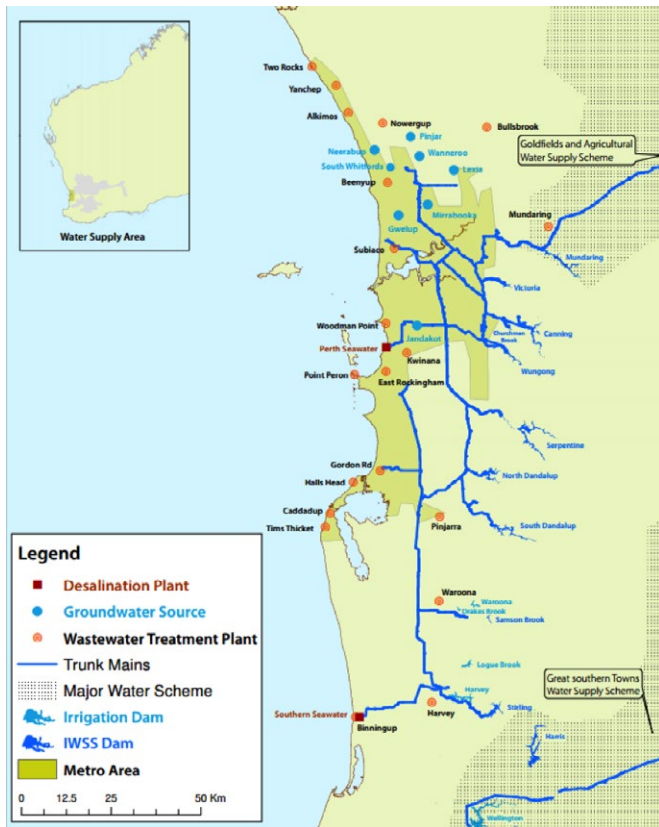 Two Rocks
Yanchep
Alkimos
Nowergup
Bullsbrook
Pinjar
Goldfields and Agricultural
Water Supply Scheme
Neerabup
Wanneroo
South Whitfords
Lexia
Beenyup
Mirrabooka
Gwelup
Mundaring
Water Supply Area
Subiaco
Mundaring
Victoria
Woodman Point
Jandakot
Churchman
Brook
Canning
Perth Seawater
Kwinana
Wungong
Point Peron
East Rockingham
Serpentine
Gordon Rd
North Dandalup
Halls Head
Caddadup
Tims Thicket
Pinjarra
South Dandalup
Legend
Desalination Plant
Groundwater Source
Wastewater Treatment Plant
Trunk Mains
Major Water Scheme
Irrigation Dam
IWSS Dam
Metro Area
0 12.5 25 50 Km
Waroona
Waroona
Drakes Brook
Samson Brook
Logue Brook
Great southern Towns
Water Supply Scheme
Harvey
Stirling
Southern Seawater
Harvey
Binningup
Harris
Wellington